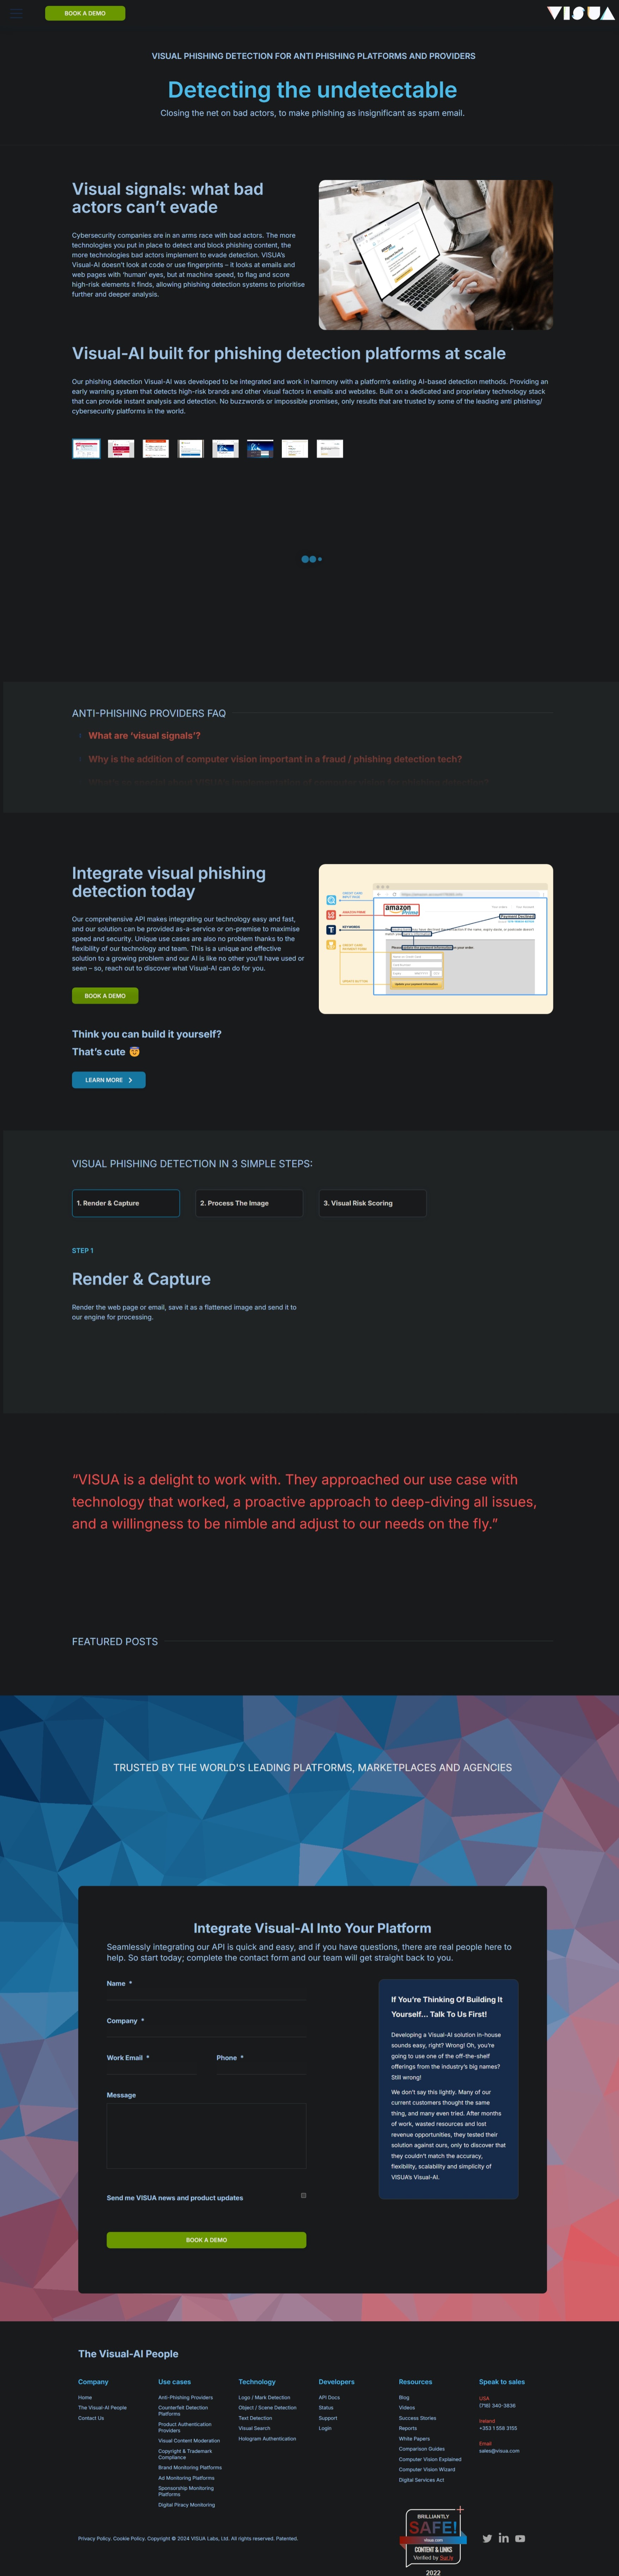 BOOK A DEMO
VISUA
VISUAL PHISHING DETECTION FOR ANTI PHISHING PLATFORMS AND PROVIDERS
Detecting the undetectable
Closing the net on bad actors, to make phishing as insignificant as spam email.
Visual signals: what bad
actors can’t evade
Cybersecurity companies are in an arms race with bad actors. The more
technologies you put in place to detect and block phishing content, the
more technologies bad actors implement to evade detection. VISUA’s
Visual-AI doesn’t look at code or use fingerprints – it looks at emails and
web pages with ‘human’ eyes, but at machine speed, to flag and score
high-risk elements it finds, allowing phishing detection systems to prioritise
further and deeper analysis.
Visual-AI built for phishing detection platforms at scale
Our phishing detection Visual-AI was developed to be integrated and work in harmony with a platform’s existing AI-based detection methods. Providing an
early warning system that detects high-risk brands and other visual factors in emails and websites. Built on a dedicated and proprietary technology stack
that can provide instant analysis and detection. No buzzwords or impossible promises, only results that are trusted by some of the leading anti phishing/
cybersecurity platforms in the world.
ANTI-PHISHING PROVIDERS FAQ
What are ‘visual signals’?
Why is the addition of computer vision important in a fraud / phishing detection tech?
Integrate visual phishing
detection today
Our comprehensive API makes integrating our technology easy and fast,
and our solution can be provided as-a-service or on-premise to maximise
speed and security. Unique use cases are also no problem thanks to the
flexibility of our technology and team. This is a unique and effective
solution to a growing problem and our AI is like no other you’ll have used or
seen – so, reach out to discover what Visual-AI can do for you.
BOOK A DEMO
Think you can build it yourself?
That’s cute 😇
LEARN MORE
AMAZON PRIME
KEYWORDS
amazon
Prime
Update your payment information
VISUAL PHISHING DETECTION IN 3 SIMPLE STEPS:
1. Render & Capture
2. Process The Image
3. Visual Risk Scoring
STEP 1
Render & Capture
Render the web page or email, save it as a flattened image and send it to
our engine for processing.
“VISUA is a delight to work with. They approached our use case with
technology that worked, a proactive approach to deep-diving all issues,
and a willingness to be nimble and adjust to our needs on the fly.”
FEATURED POSTS
TRUSTED BY THE WORLD’S LEADING PLATFORMS, MARKETPLACES AND AGENCIES
Integrate Visual-AI Into Your Platform
Seamlessly integrating our API is quick and easy, and if you have questions, there are real people here to
help. So start today; complete the contact form and our team will get straight back to you.
Name *
Company *
Work Email *
Phone *
Message
Send me VISUA news and product updates
BOOK A DEMO
If You’re Thinking Of Building It
Yourself... Talk To Us First!
Developing a Visual-AI solution in-house
sounds easy, right? Wrong! Oh, you’re
going to use one of the off-the-shelf
offerings from the industry’s big names?
Still wrong!
We don’t say this lightly. Many of our
current customers thought the same
thing, and many even tried. After months
of work, wasted resources and lost
revenue opportunities, they tested their
solution against ours, only to discover that
they couldn’t match the accuracy,
flexibility, scalability and simplicity of
VISUA’s Visual-AI.
The Visual-AI People
Company
Home
The Visual-AI People
Contact Us
Use cases
Anti-Phishing Providers
Counterfeit Detection
Platforms
Product Authentication
Providers
Visual Content Moderation
Copyright & Trademark
Compliance
Brand Monitoring Platforms
Ad Monitoring Platforms
Sponsorship Monitoring
Platforms
Digital Piracy Monitoring
Technology
Logo / Mark Detection
Object / Scene Detection
Text Detection
Visual Search
Hologram Authentication
Developers
API Docs
Status
Support
Login
Resources
Blog
Videos
Success Stories
Reports
White Papers
Comparison Guides
Computer Vision Explained
Computer Vision Wizard
Digital Services Act
Speak to sales
USA
(718) 340-3836
Ireland
+353 1 558 3155
Email
sales@visua.com
Privacy Policy. Cookie Policy. Copyright © 2024 VISUA Labs, Ltd. All rights reserved. Patented.
BRILLIANTLY
SAFE!
visua.com
CONTENT & LINKS
Verified by Sur.ly
2022